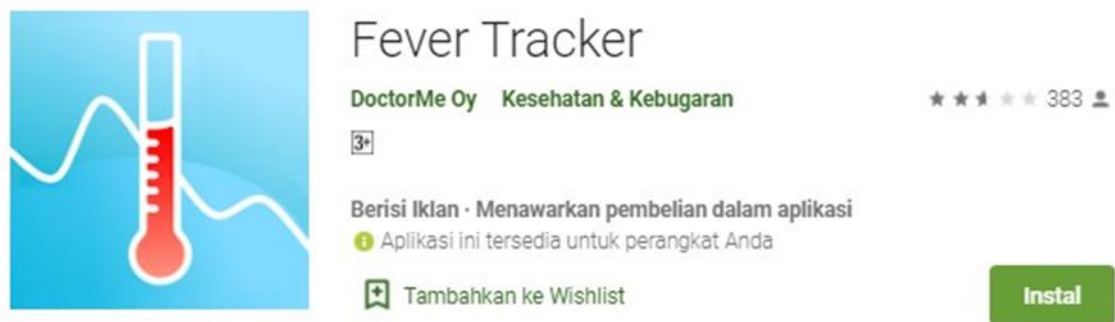 Fever Tracker
DoctorMe Oy Kesehatan & Kebugaran 383
3+
Berisi Iklan · Menawarkan pembelian dalam aplikasi
Aplikasi ini tersedia untuk perangkat Anda
Tambahkan ke Wishlist
Instal